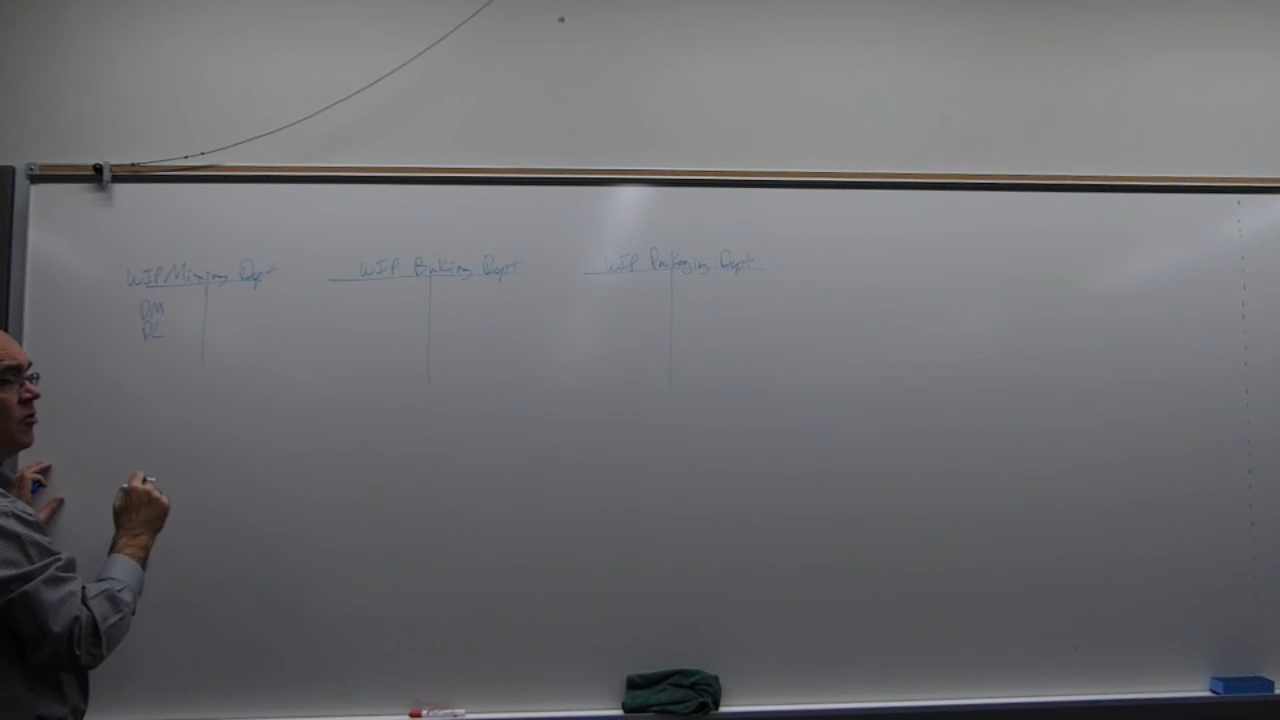 WIP Mixing Dept
WIP Baking Dept
WIP Packaging Dept
DM
DL